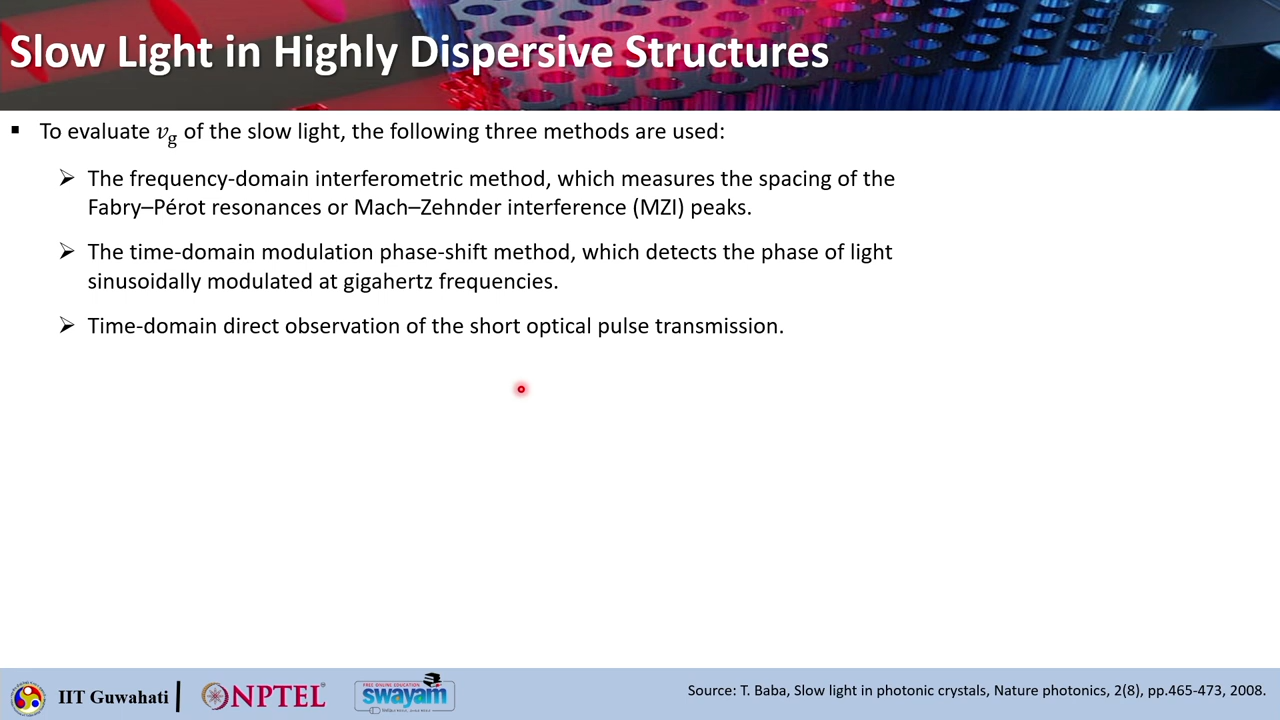 Slow Light in Highly Dispersive Structures
▪ To evaluate v_g of the slow light, the following three methods are used:
➢ The frequency-domain interferometric method, which measures the spacing of the
Fabry–Pérot resonances or Mach–Zehnder interference (MZI) peaks.
➢ The time-domain modulation phase-shift method, which detects the phase of light
sinusoidally modulated at gigahertz frequencies.
➢ Time-domain direct observation of the short optical pulse transmission.
IIT Guwahati
NPTEL
FREE ONLINE EDUCATION
swayam
Source: T. Baba, Slow light in photonic crystals, Nature photonics, 2(8), pp.465-473, 2008.